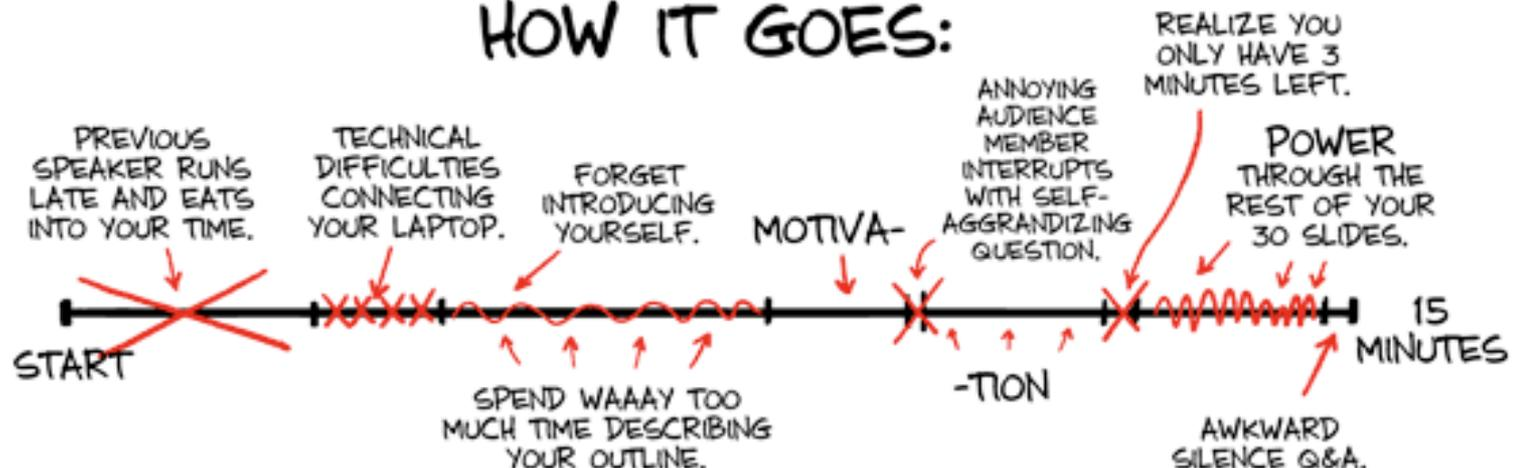 HOW IT GOES:
PREVIOUS
SPEAKER RUNS
LATE AND EATS
INTO YOUR TIME.
TECHNICAL
DIFFICULTIES
CONNECTING
YOUR LAPTOP.
FORGET
INTRODUCING
YOURSELF.
MOTIVA-
ANNOYING
AUDIENCE
MEMBER
INTERRUPTS
WITH SELF-
AGGRANDIZING
QUESTION.
REALIZE YOU
ONLY HAVE 3
MINUTES LEFT.
POWER
THROUGH THE
REST OF YOUR
30 SLIDES.
START
SPEND WAAAY TOO
MUCH TIME DESCRIBING
YOUR OUTLINE.
-TION
AWKWARD
SILENCE Q&A.
15
MINUTES